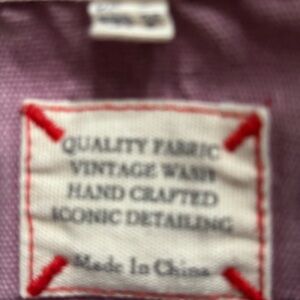 QUALITY FABRIC
VINTAGE WASH
HAND CRAFTED
ICONIC DETAILING
Made In China